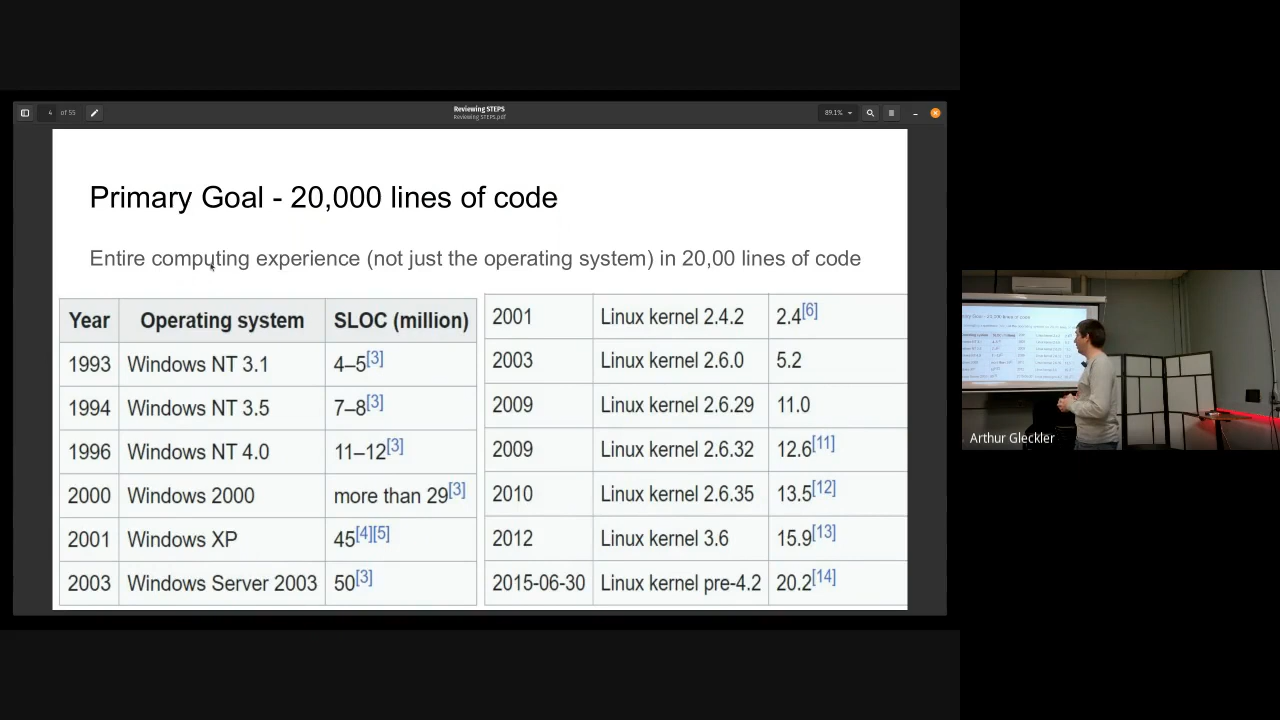 4 of 55
Reviewing STEPS
Reviewing STEPS.pdf
89.1%
Primary Goal - 20,000 lines of code
Entire computing experience (not just the operating system) in 20,00 lines of code
Year Operating system SLOC (million)
1993 Windows NT 3.1 4–5[3]
1994 Windows NT 3.5 7–8[3]
1996 Windows NT 4.0 11–12[3]
2000 Windows 2000 more than 29[3]
2001 Windows XP 45[4][5]
2003 Windows Server 2003 50[3]
2001 Linux kernel 2.4.2 2.4[6]
2003 Linux kernel 2.6.0 5.2
2009 Linux kernel 2.6.29 11.0
2009 Linux kernel 2.6.32 12.6[11]
2010 Linux kernel 2.6.35 13.5[12]
2012 Linux kernel 3.6 15.9[13]
2015-06-30 Linux kernel pre-4.2 20.2[14]
Arthur Gleckler